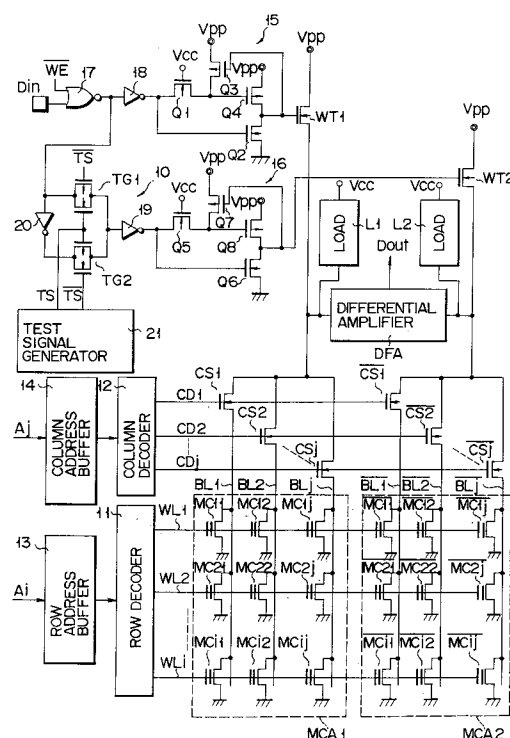 Vpp 15 Vpp
WE 17 18 Vcc Vpp
Din Q1 Q3 Q4 WT1
Q2 Vpp
TS Vpp 16 WT2
TG1 10 Vcc Vpp Q7
20 19 Q5 Q8 Vcc Vcc
Q6 LOAD L1 L2 LOAD
Dout
TG2
TS TS
TEST SIGNAL GENERATOR 21
DIFFERENTIAL AMPLIFIER
DFA
14 12 CS1 CS1
Aj COLUMN ADDRESS BUFFER COLUMN DECODER CD1
CS2 CS2
CD2
CDj CSj CSj
BL1 BL2 BLj BL1 BL2 BLj
13 11 WL1 MC11 MC12 MC1j MC11 MC12 MC1j
Ai ROW ADDRESS BUFFER ROW DECODER
WL2 MC21 MC22 MC2j MC21 MC22 MC2j
WLi MCi1 MCi2 MCij MCi1 MCi2 MCij
MCA1 MCA2